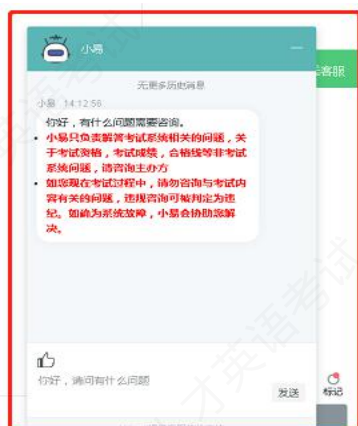 小易
客服
无更多历史消息
小易 14:12:56
你好，有什么问题需要咨询。
• 小易只负责解答考试系统相关的问题，关
于考试资格，考试成绩，合格线等非考试
系统问题，请咨询主办方
• 如您现在考试过程中，请勿咨询与考试内
容有关的问题，违规咨询可被判定为违
纪。如确为系统故障，小易会协助您解
决。
你好，请问有什么问题
发送
标记